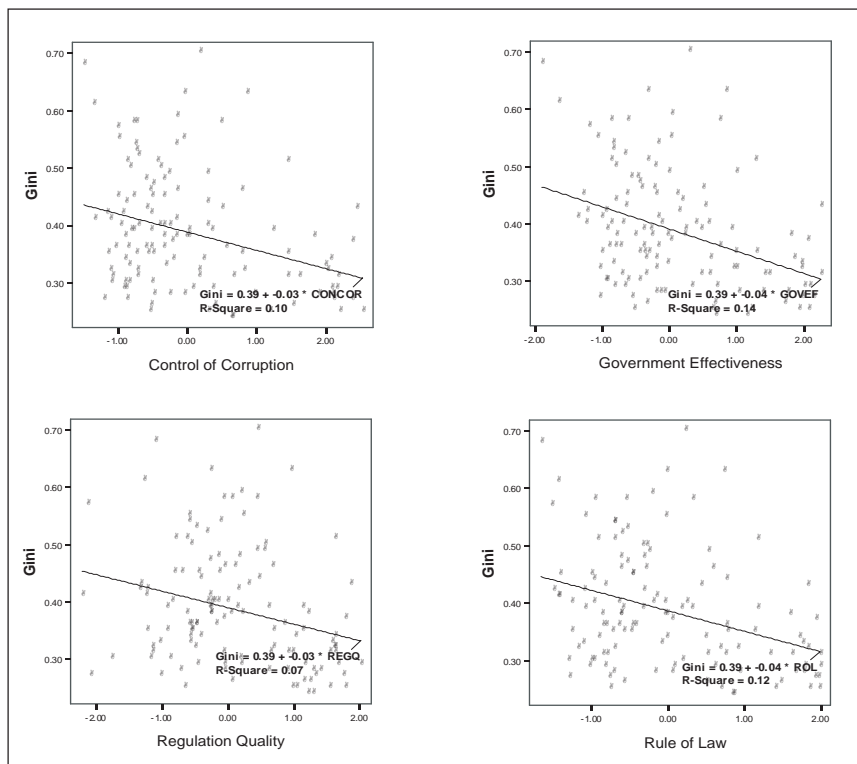 0.70
0.60
0.50
0.40
0.30
Gini
Gini = 0.39 + -0.03 * CONCOR
R-Square = 0.10
-1.00 0.00 1.00 2.00
Control of Corruption
0.70
0.60
0.50
0.40
0.30
Gini
Gini = 0.39 + -0.04 * GOVEF
R-Square = 0.14
-2.00 -1.00 0.00 1.00 2.00
Government Effectiveness
0.70
0.60
0.50
0.40
0.30
Gini
Gini = 0.39 + -0.03 * REGQ
R-Square = 0.07
-2.00 -1.00 0.00 1.00 2.00
Regulation Quality
0.70
0.60
0.50
0.40
0.30
Gini
Gini = 0.39 + -0.04 * ROL
R-Square = 0.12
-1.00 0.00 1.00 2.00
Rule of Law